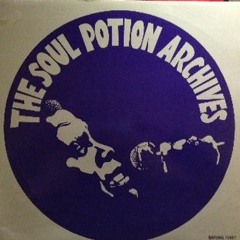 THE SOUL POTION ARCHIVES